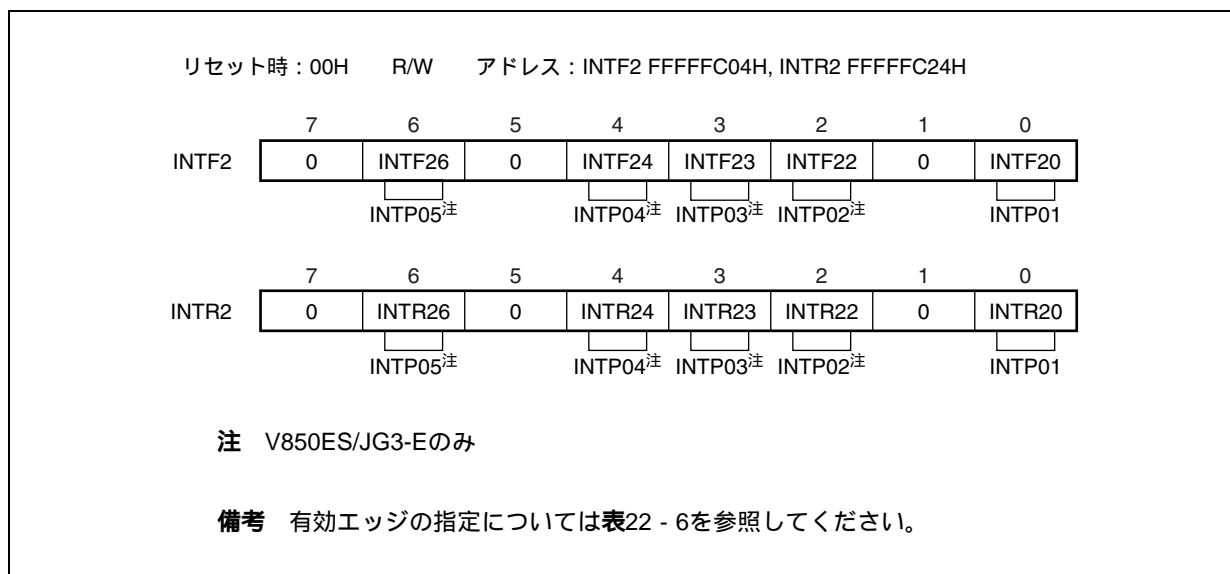 リセット時：00H　　R/W　　アドレス：INTF2 FFFFFC04H, INTR2 FFFFFC24H
7 6 5 4 3 2 1 0
INTF2 0 INTF26 0 INTF24 INTF23 INTF22 0 INTF20
INTP05注 INTP04注 INTP03注 INTP02注 INTP01
7 6 5 4 3 2 1 0
INTR2 0 INTR26 0 INTR24 INTR23 INTR22 0 INTR20
INTP05注 INTP04注 INTP03注 INTP02注 INTP01
注　V850ES/JG3-Eのみ
備考　有効エッジの指定については表22 - 6を参照してください。